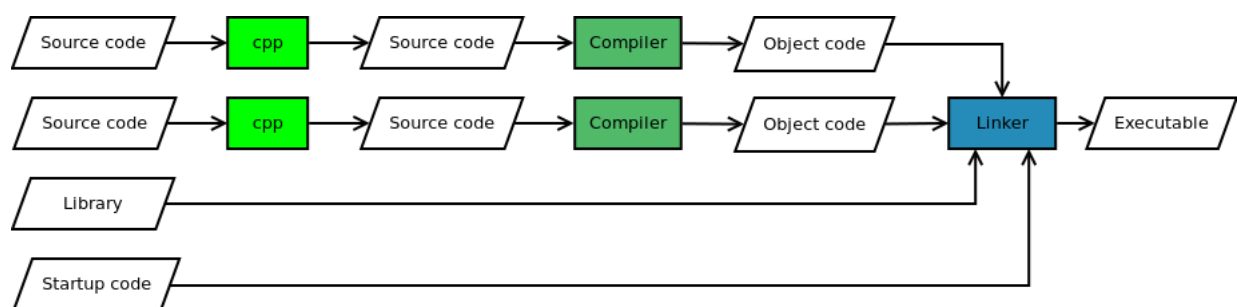 Source code
cpp
Source code
Compiler
Object code
Source code
cpp
Source code
Compiler
Object code
Linker
Executable
Library
Startup code